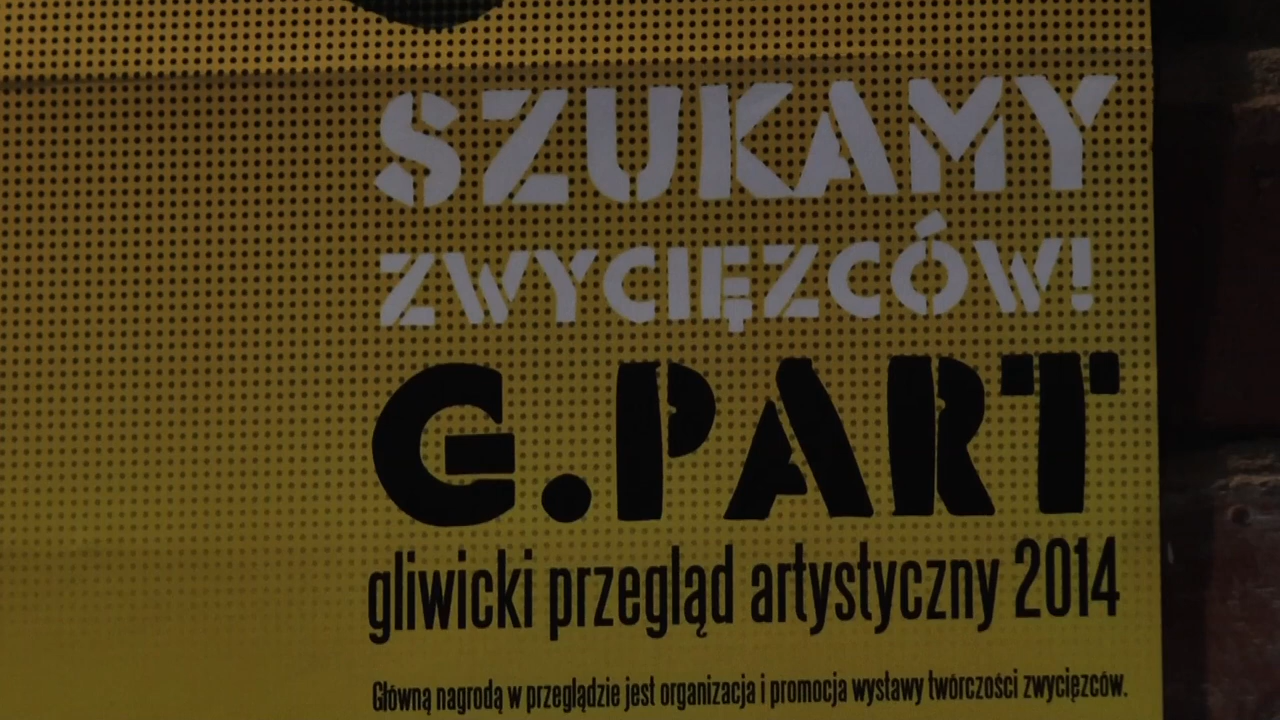 SZUKAMY
ZWYCIĘZCÓW!
G.PART
gliwicki przegląd artystyczny 2014
Główną nagrodą w przeglądzie jest organizacja i promocja wystawy twórczości zwycięzców.